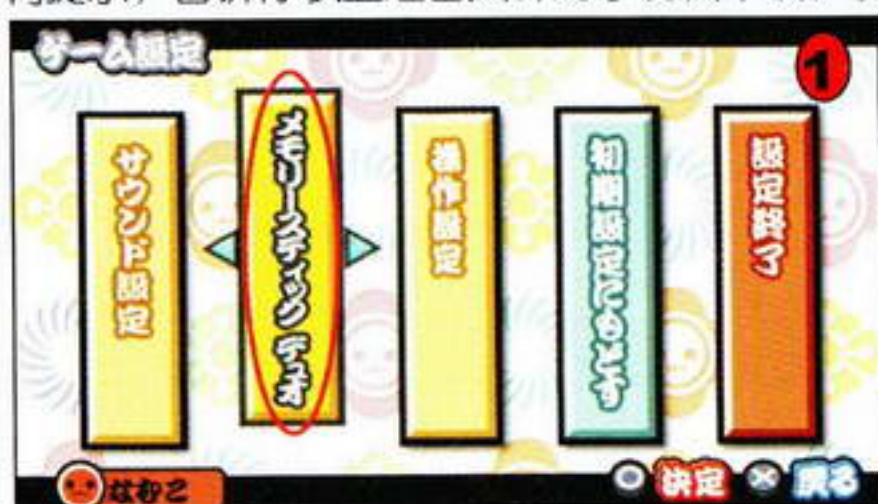 ゲーム設定
1
サウンド設定
メモリースティック デュオ
操作設定
初期設定にもどす
設定終了
なむこ
決定
戻る